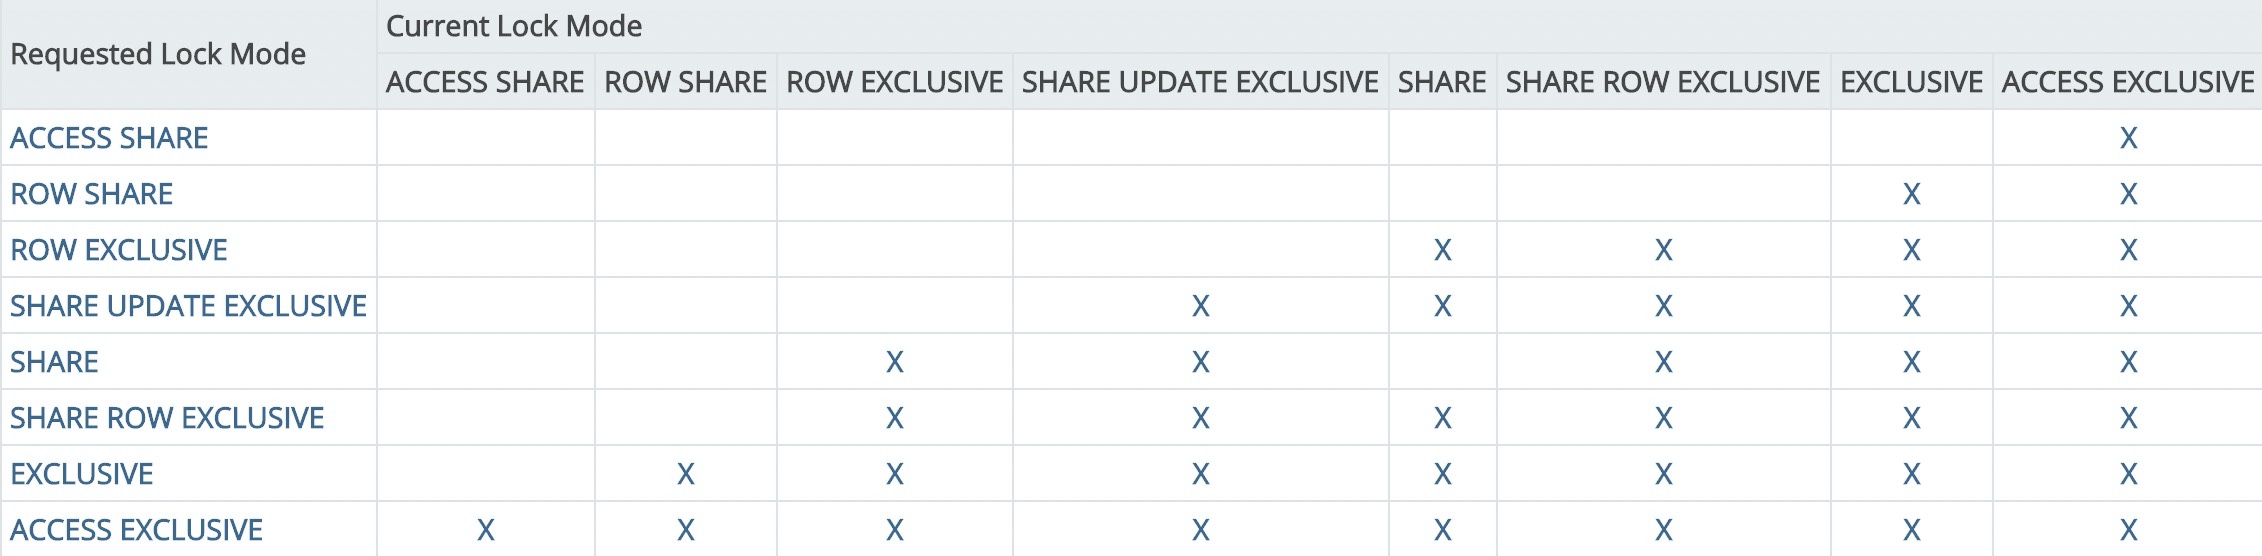 Requested Lock Mode Current Lock Mode
ACCESS SHARE ROW SHARE ROW EXCLUSIVE SHARE UPDATE EXCLUSIVE SHARE SHARE ROW EXCLUSIVE EXCLUSIVE ACCESS EXCLUSIVE
ACCESS SHARE X
ROW SHARE X X
ROW EXCLUSIVE X X X X
SHARE UPDATE EXCLUSIVE X X X X X
SHARE X X X X X
SHARE ROW EXCLUSIVE X X X X X X
EXCLUSIVE X X X X X X X
ACCESS EXCLUSIVE X X X X X X X X